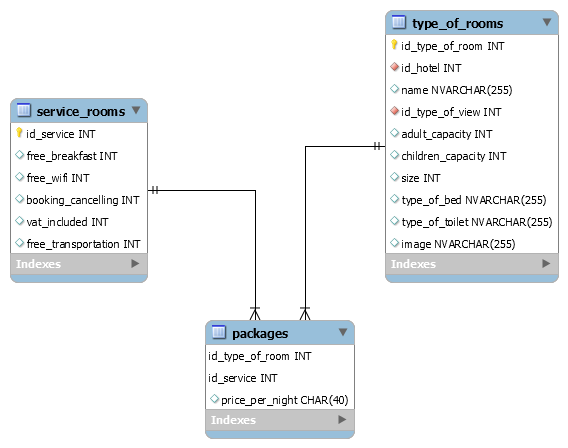 type_of_rooms
id_type_of_room INT
id_hotel INT
name NVARCHAR(255)
id_type_of_view INT
adult_capacity INT
children_capacity INT
size INT
type_of_bed NVARCHAR(255)
type_of_toilet NVARCHAR(255)
image NVARCHAR(255)
Indexes
service_rooms
id_service INT
free_breakfast INT
free_wifi INT
booking_cancelling INT
vat_included INT
free_transportation INT
Indexes
packages
id_type_of_room INT
id_service INT
price_per_night CHAR(40)
Indexes